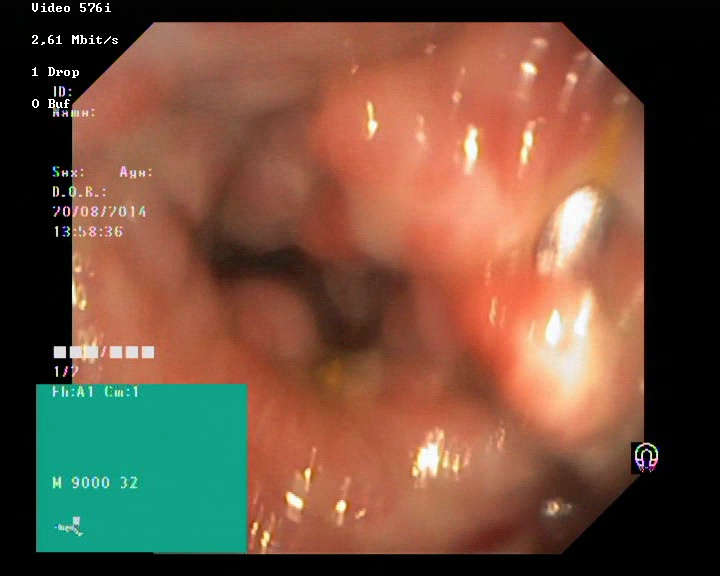 Video 576i
2,61 Mbit/s
1 Drop
ID:
0 Buf
Name:
Sex: Age:
D.O.B.:
20/08/2014
13:58:36
1/2
Eh:A1 Cm:1
M 9000 32